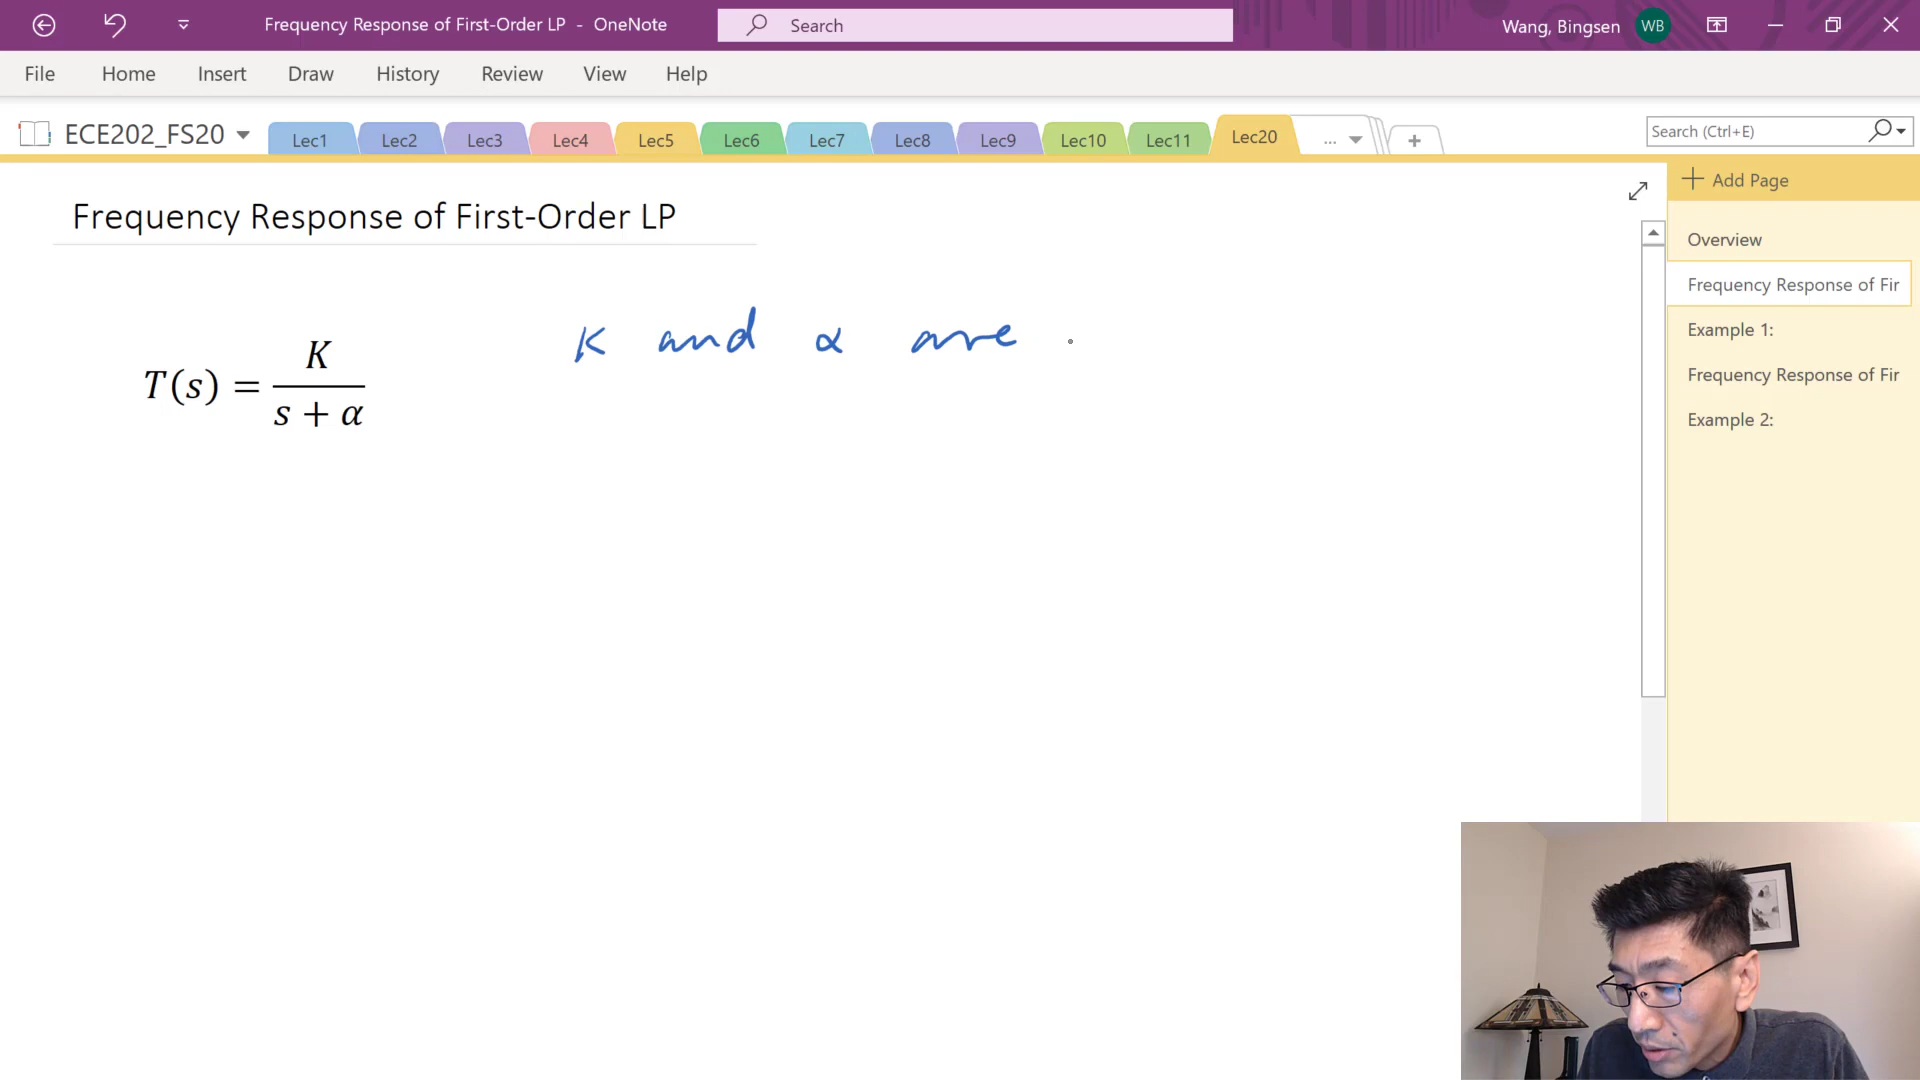 Frequency Response of First-Order LP - OneNote
Search
Wang, Bingsen
WB
File Home Insert Draw History Review View Help
ECE202_FS20
Lec1 Lec2 Lec3 Lec4 Lec5 Lec6 Lec7 Lec8 Lec9 Lec10 Lec11 Lec20 ... +
Search (Ctrl+E)
Add Page
Overview
Frequency Response of Fir
Example 1:
Frequency Response of Fir
Example 2:
Frequency Response of First-Order LP
T(s) = K / (s + α)
K and α are